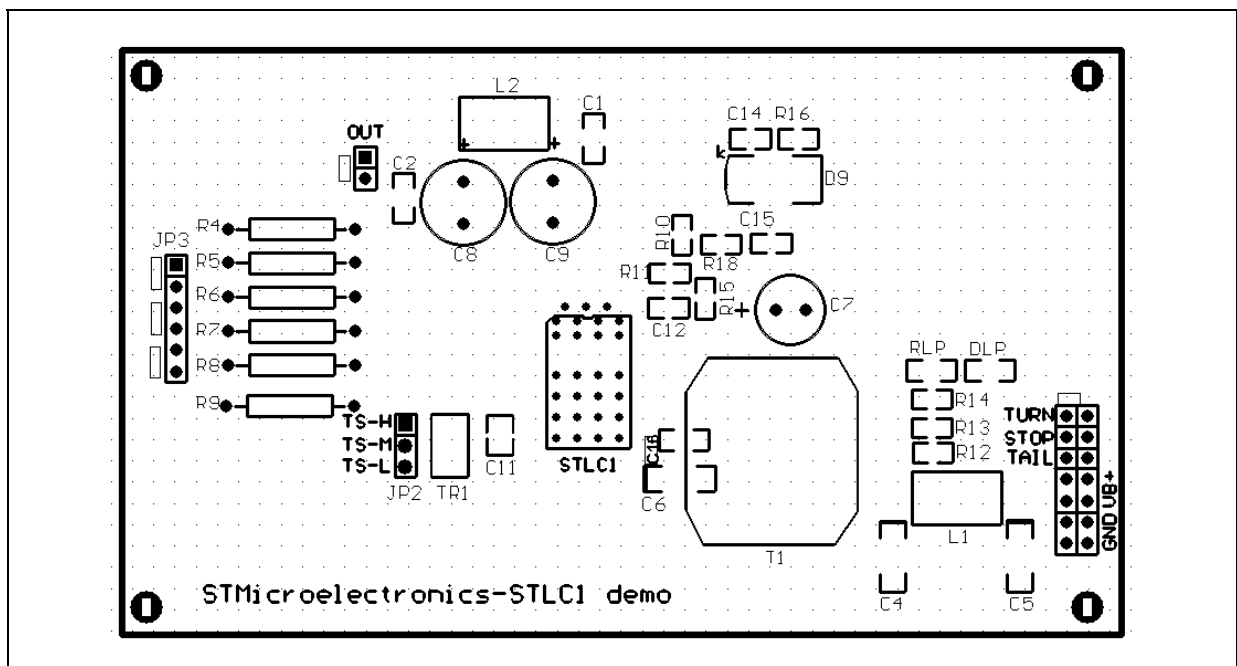 L2
C1
C14 R16
OUT
k
C2
+ +
D9
R4
R10
C15
JP3
R5
C8
C9
R18
R11
R6
R15
+
C7
R7
C12
R8
RLP DLP
R9
R14
TURN
TS-H
R13
STOP
TS-M
C16
R12
TAIL
TS-L
C11
STLC1
JP2
TR1
C6
VB+
GND
L1
T1
C4
C5
STMicroelectronics-STLC1 demo